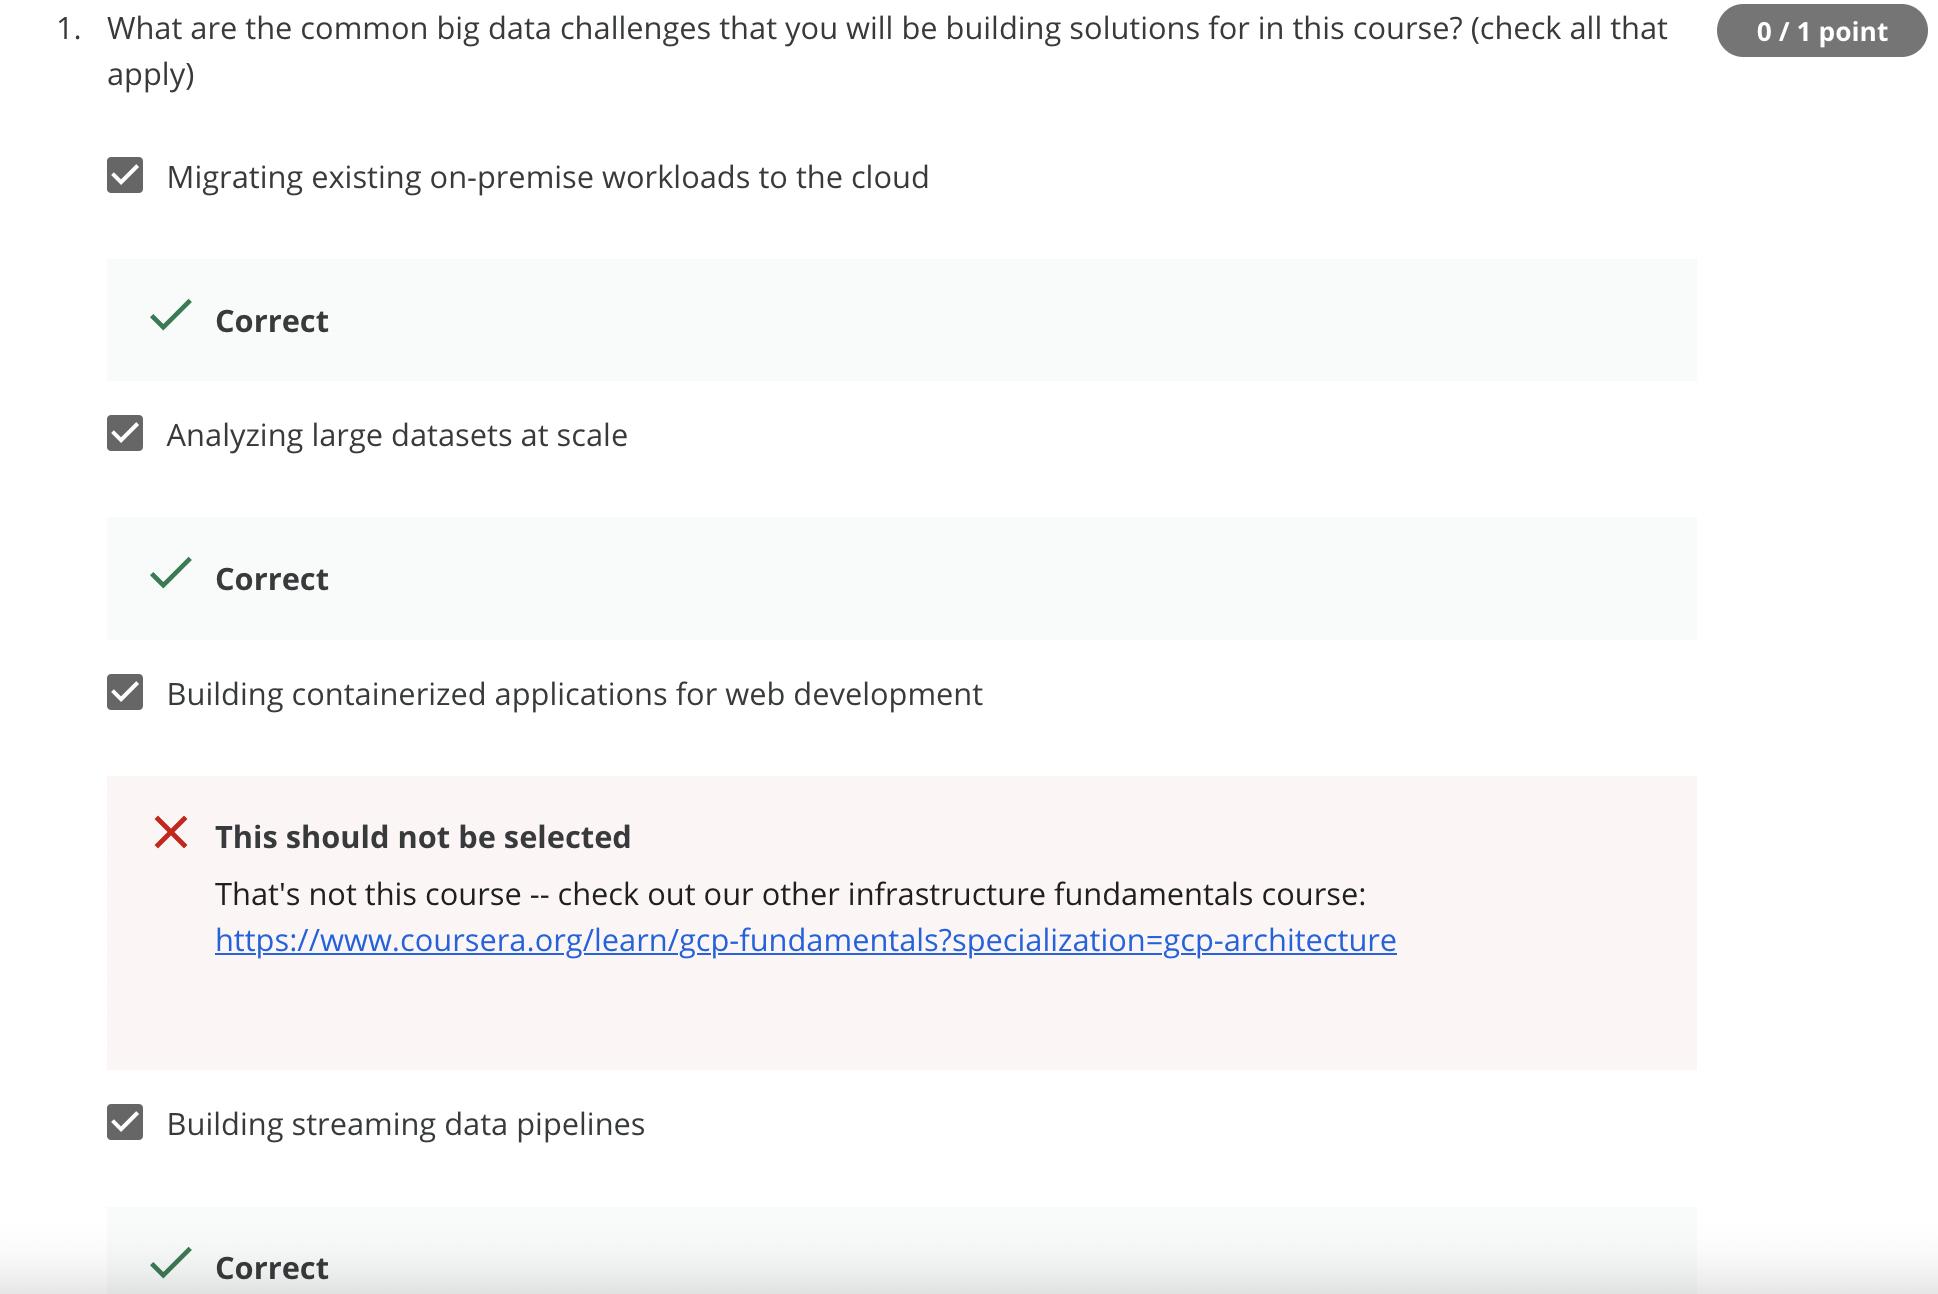 1. What are the common big data challenges that you will be building solutions for in this course? (check all that
apply)
0 / 1 point
Migrating existing on-premise workloads to the cloud
Correct
Analyzing large datasets at scale
Correct
Building containerized applications for web development
This should not be selected
That's not this course -- check out our other infrastructure fundamentals course:
https://www.coursera.org/learn/gcp-fundamentals?specialization=gcp-architecture
Building streaming data pipelines
Correct